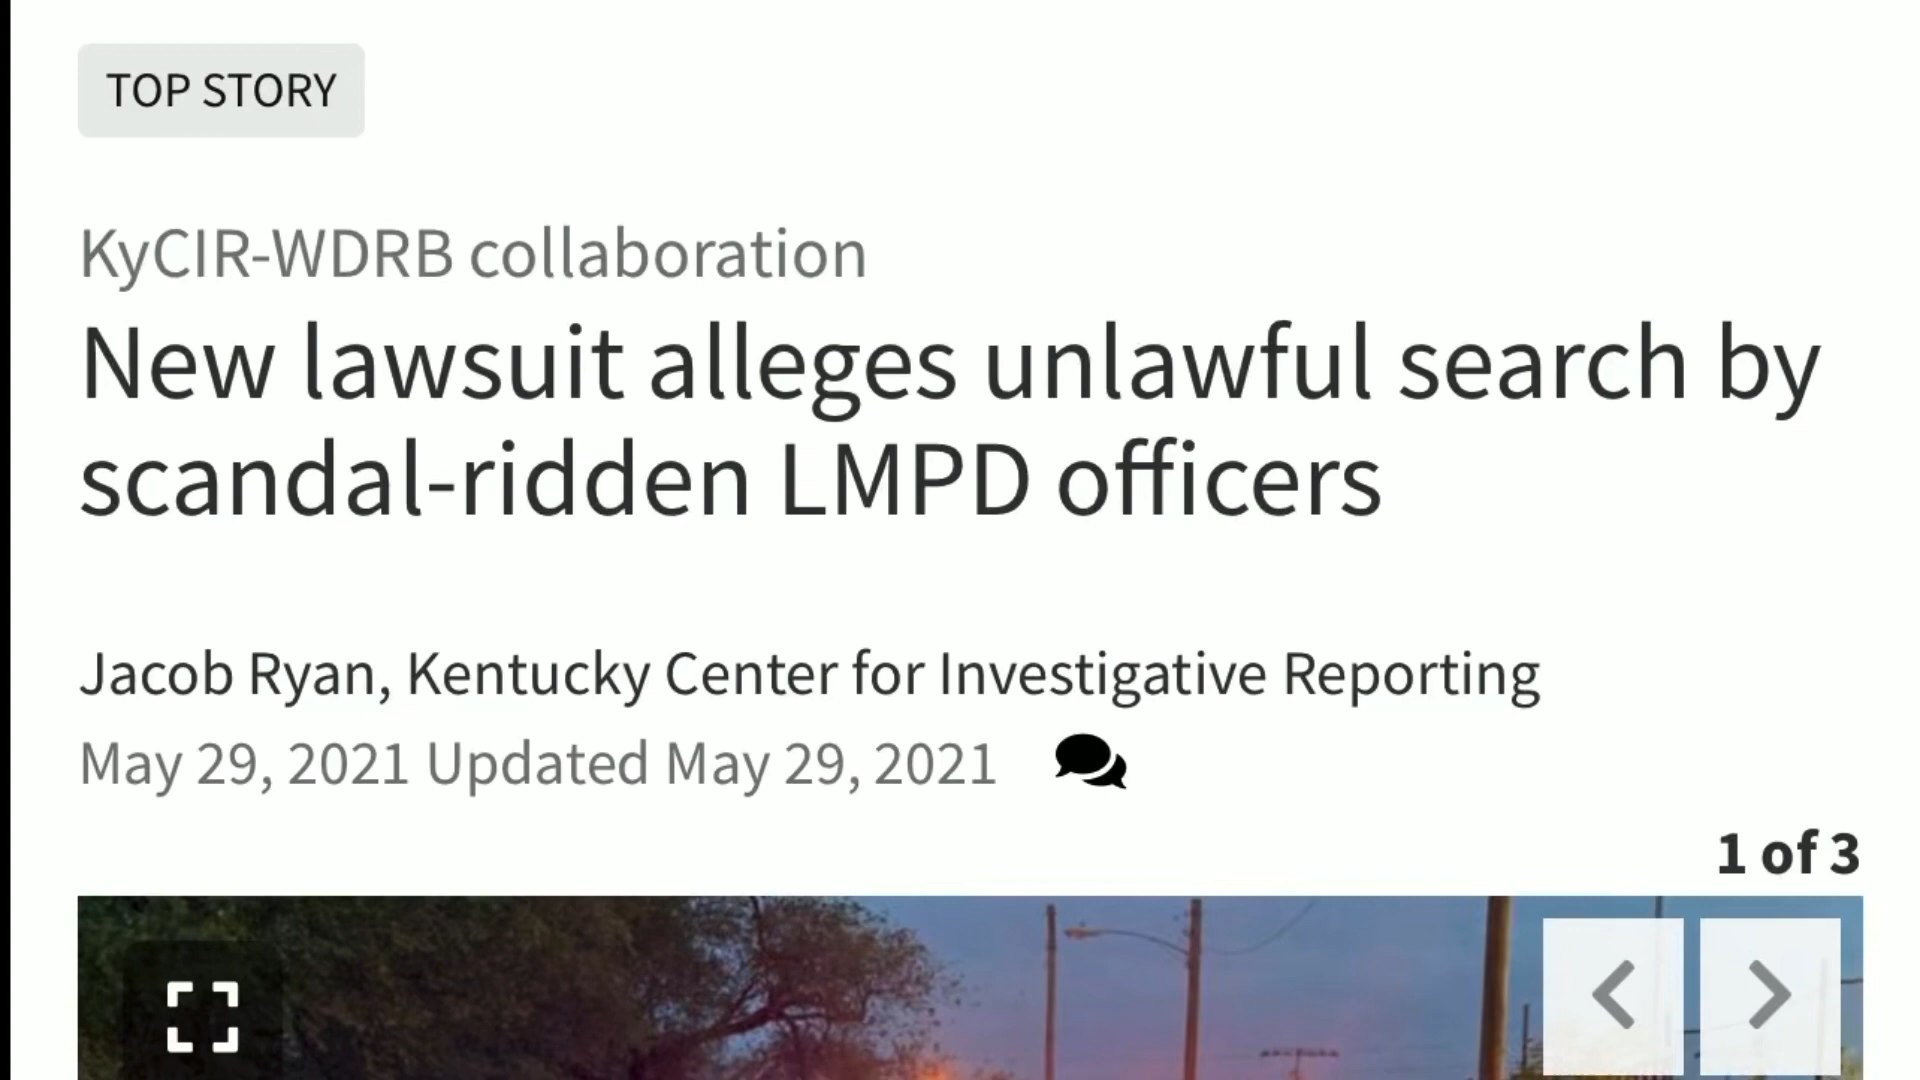 TOP STORY
KyCIR-WDRB collaboration
New lawsuit alleges unlawful search by
scandal-ridden LMPD officers
Jacob Ryan, Kentucky Center for Investigative Reporting
May 29, 2021 Updated May 29, 2021
1 of 3